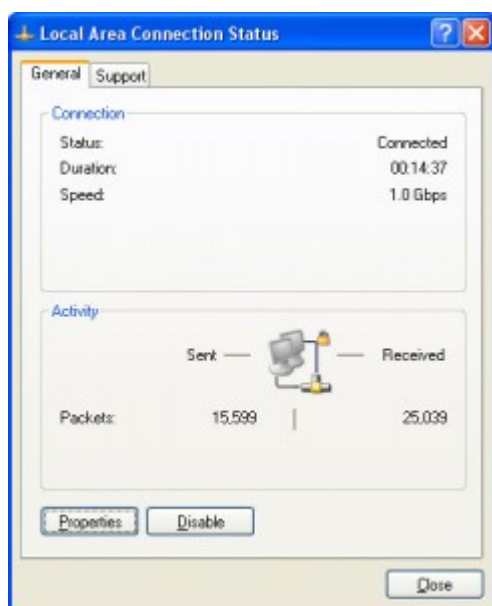 Local Area Connection Status
General Support
Connection
Status: Connected
Duration: 00:14:37
Speed: 1.0 Gbps
Activity
Sent — — Received
Packets: 15,599 | 25,039
Properties Disable
Close